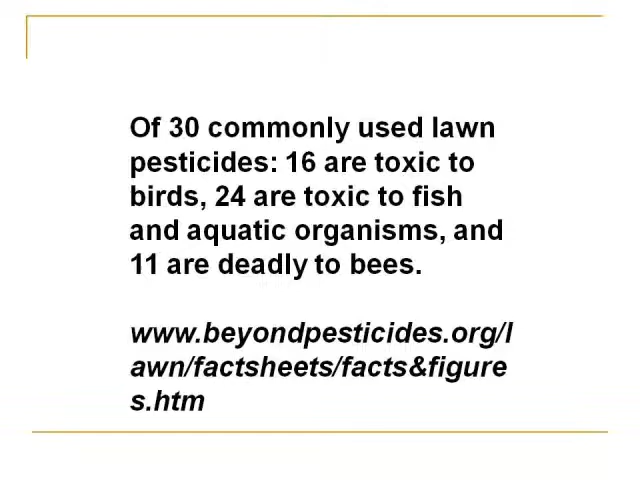 Of 30 commonly used lawn
pesticides: 16 are toxic to
birds, 24 are toxic to fish
and aquatic organisms, and
11 are deadly to bees.
www.beyondpesticides.org/l
awn/factsheets/facts&figure
s.htm